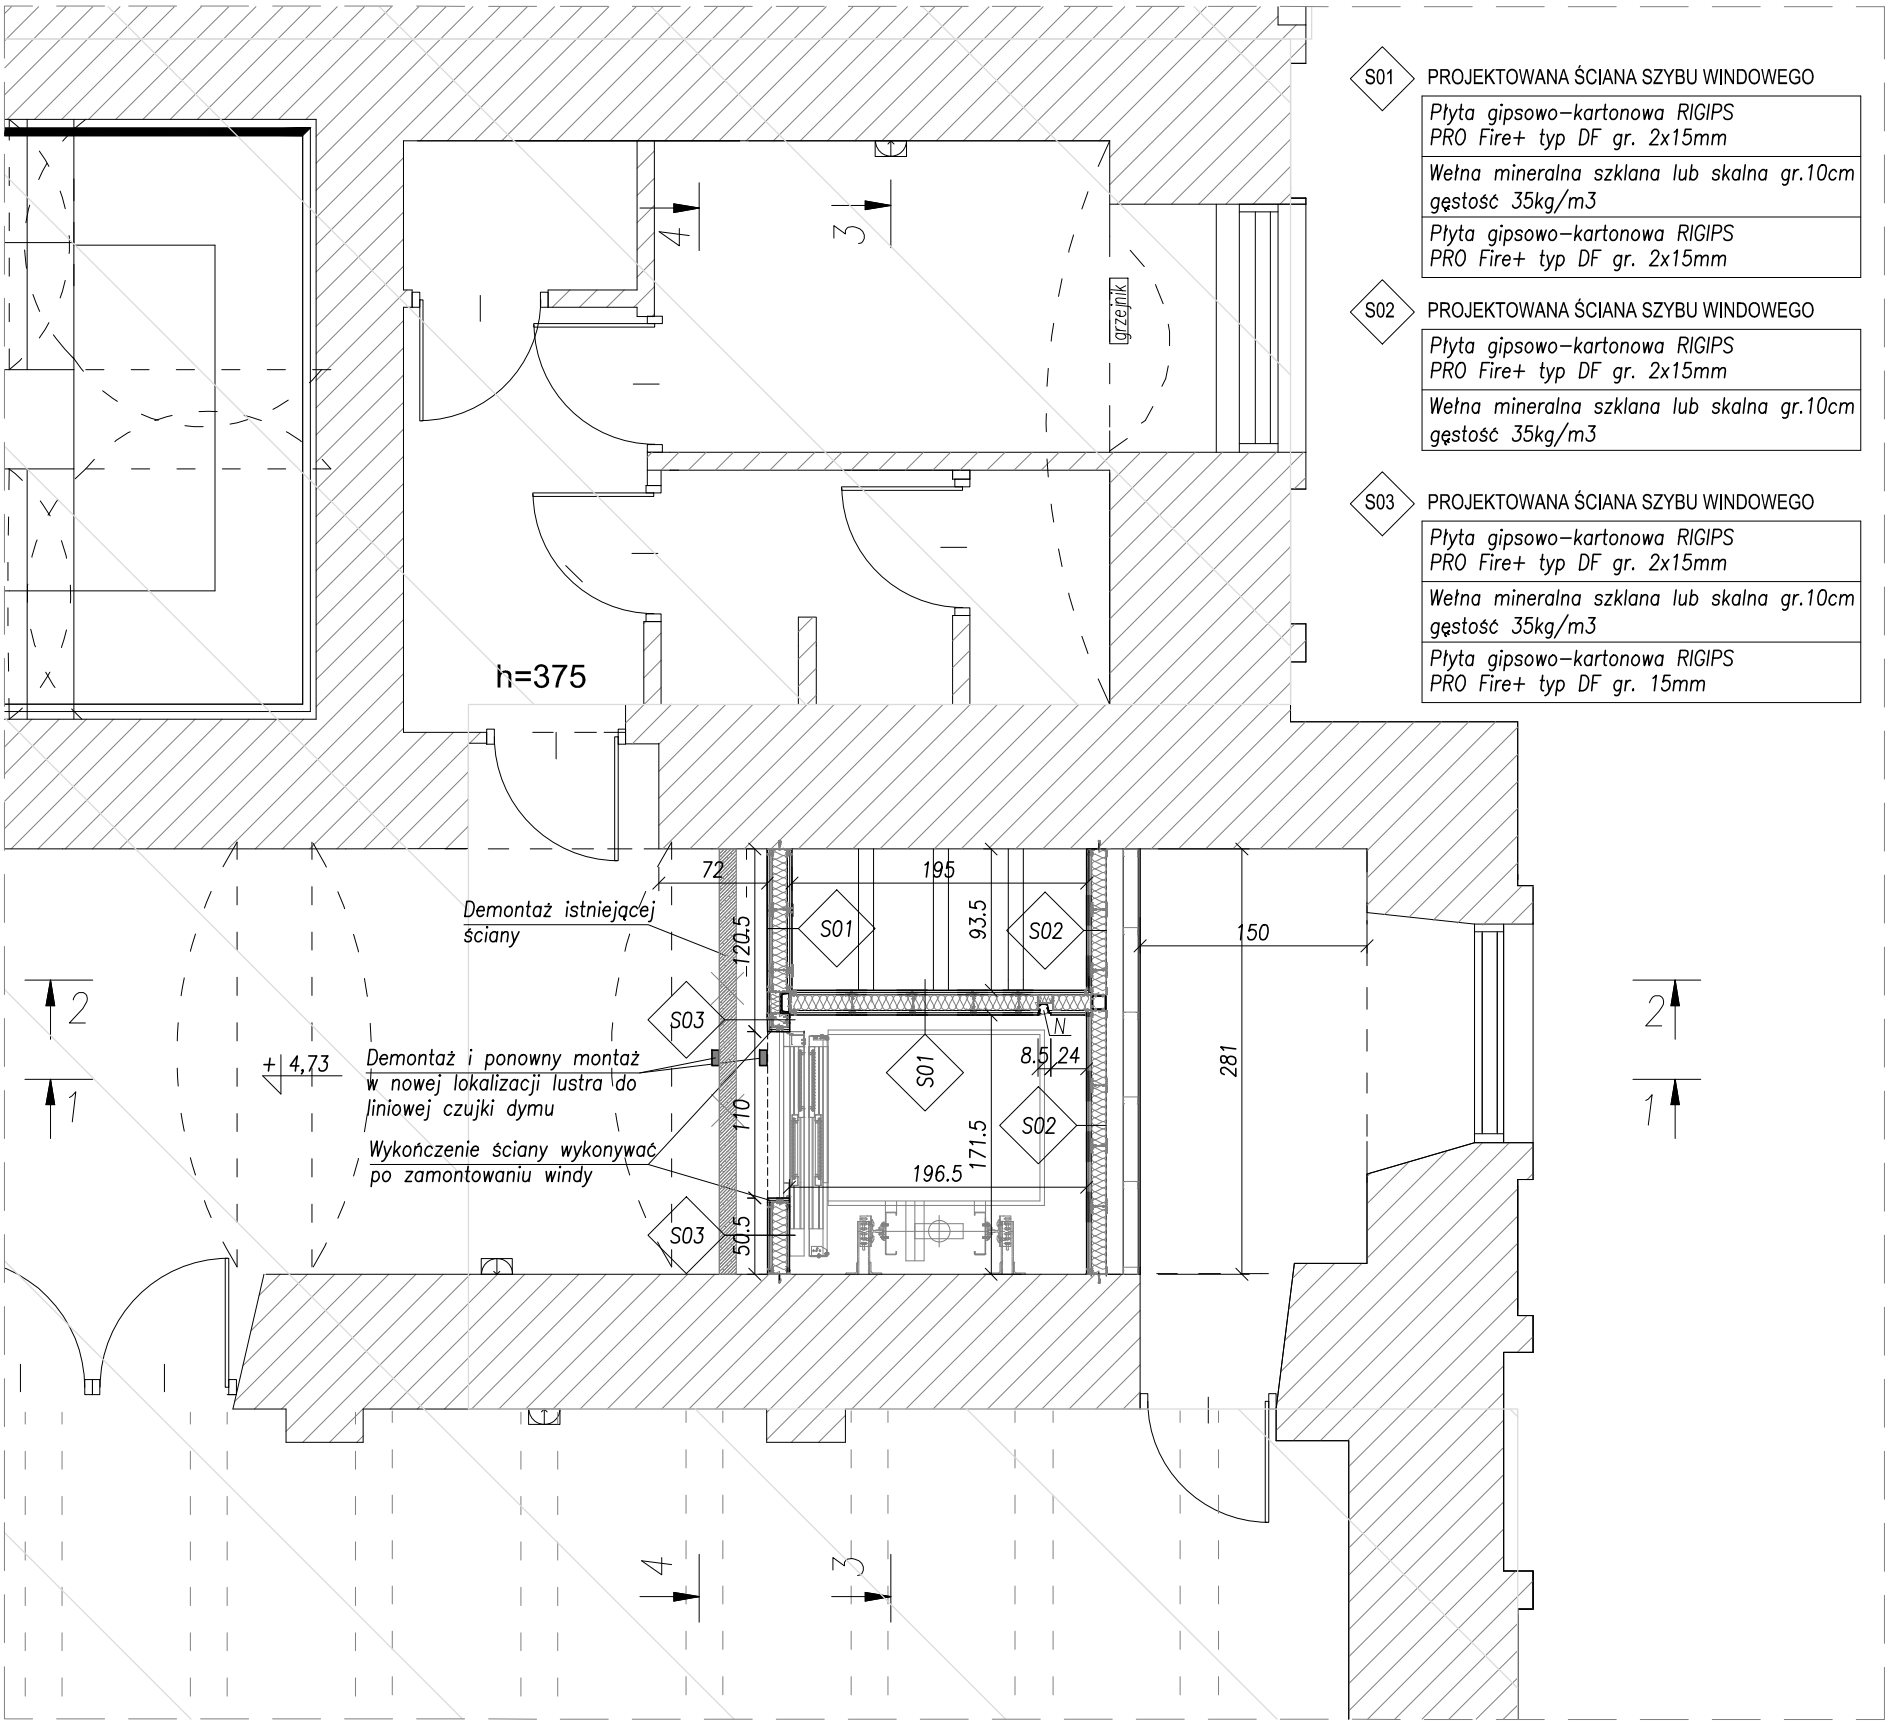 S01 PROJEKTOWANA ŚCIANA SZYBU WINDOWEGO
Płyta gipsowo-kartonowa RIGIPS
PRO Fire+ typ DF gr. 2x15mm
Wełna mineralna szklana lub skalna gr.10cm
gęstość 35kg/m3
Płyta gipsowo-kartonowa RIGIPS
PRO Fire+ typ DF gr. 2x15mm
S02 PROJEKTOWANA ŚCIANA SZYBU WINDOWEGO
Płyta gipsowo-kartonowa RIGIPS
PRO Fire+ typ DF gr. 2x15mm
Wełna mineralna szklana lub skalna gr.10cm
gęstość 35kg/m3
S03 PROJEKTOWANA ŚCIANA SZYBU WINDOWEGO
Płyta gipsowo-kartonowa RIGIPS
PRO Fire+ typ DF gr. 2x15mm
Wełna mineralna szklana lub skalna gr.10cm
gęstość 35kg/m3
Płyta gipsowo-kartonowa RIGIPS
PRO Fire+ typ DF gr. 15mm
4
3
grzejnik
h=375
72
195
Demontaż istniejącej
ściany
120.5
S01
93.5
S02
150
2
S03
N
2
+ 4,73
Demontaż i ponowny montaż
w nowej lokalizacji lustra do
liniowej czujki dymu
8.5
24
S01
281
1
110
S02
1
Wykończenie ściany wykonywać
po zamontowaniu windy
171.5
196.5
S03
50.5
4
3